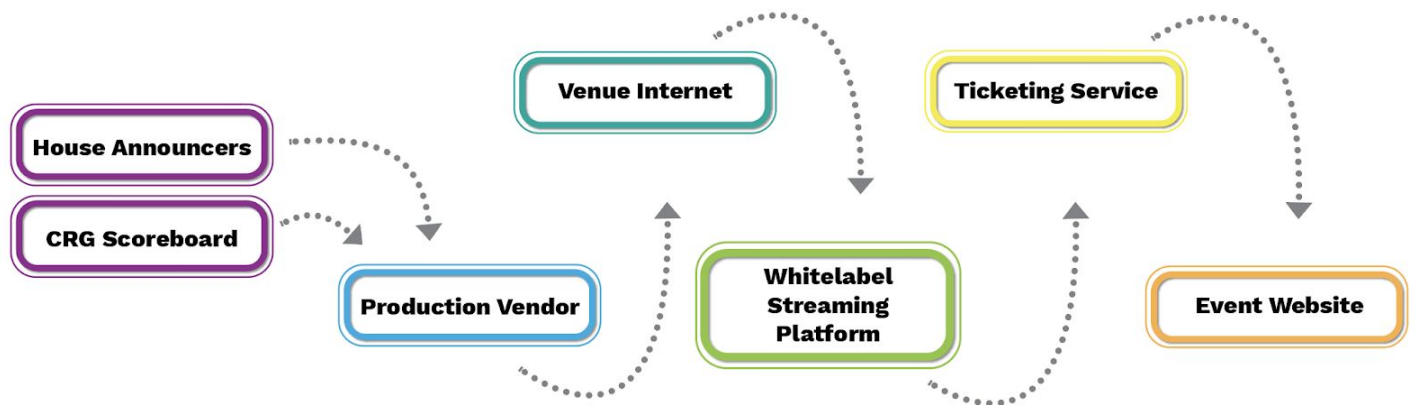 House Announcers
CRG Scoreboard
Production Vendor
Venue Internet
Whitelabel
Streaming
Platform
Ticketing Service
Event Website